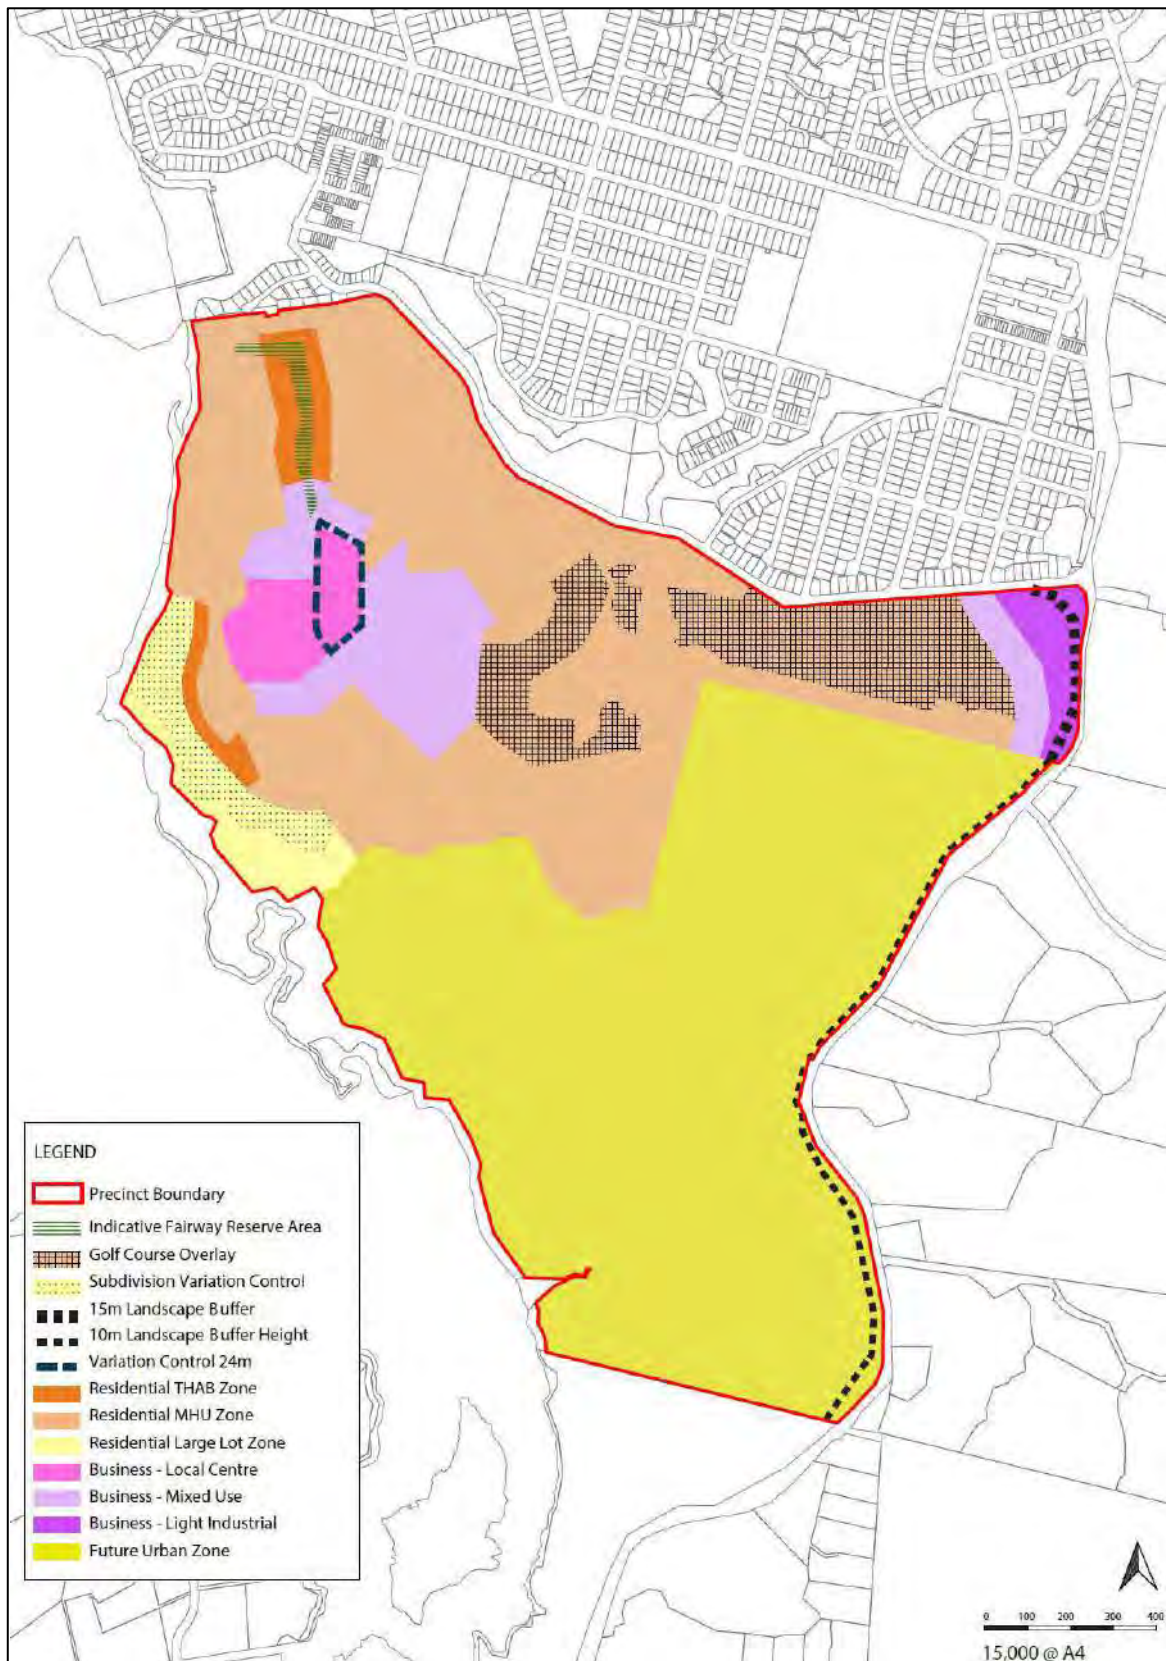 LEGEND
Precinct Boundary
Indicative Fairway Reserve Area
Golf Course Overlay
Subdivision Variation Control
15m Landscape Buffer
10m Landscape Buffer Height
Variation Control 24m
Residential THAB Zone
Residential MHU Zone
Residential Large Lot Zone
Business - Local Centre
Business - Mixed Use
Business - Light Industrial
Future Urban Zone
0 100 200 300 400
15,000 @ A4